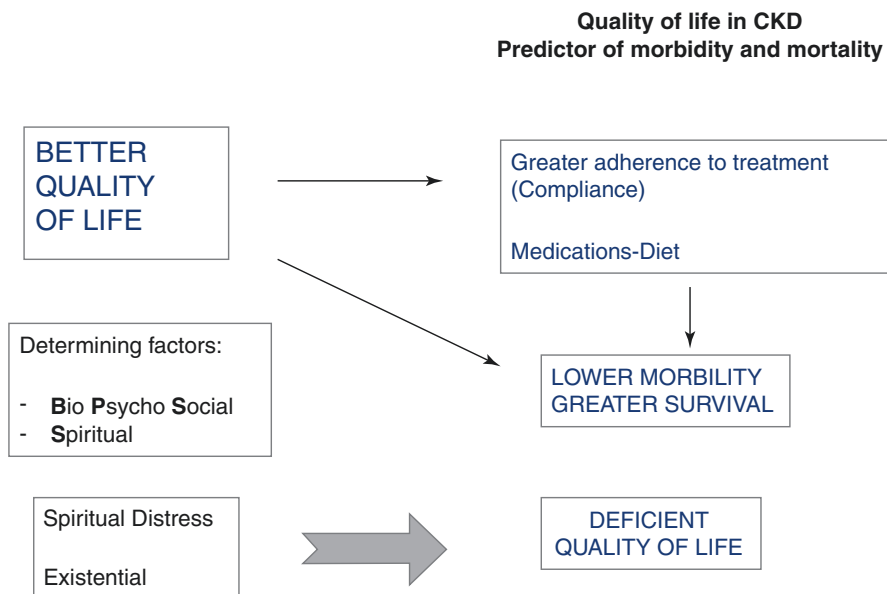 Quality of life in CKD
Predictor of morbidity and mortality
BETTER
QUALITY
OF LIFE
Greater adherence to treatment
(Compliance)
Medications-Diet
Determining factors:
- Bio Psycho Social
- Spiritual
LOWER MORBILITY
GREATER SURVIVAL
Spiritual Distress
Existential
DEFICIENT
QUALITY OF LIFE